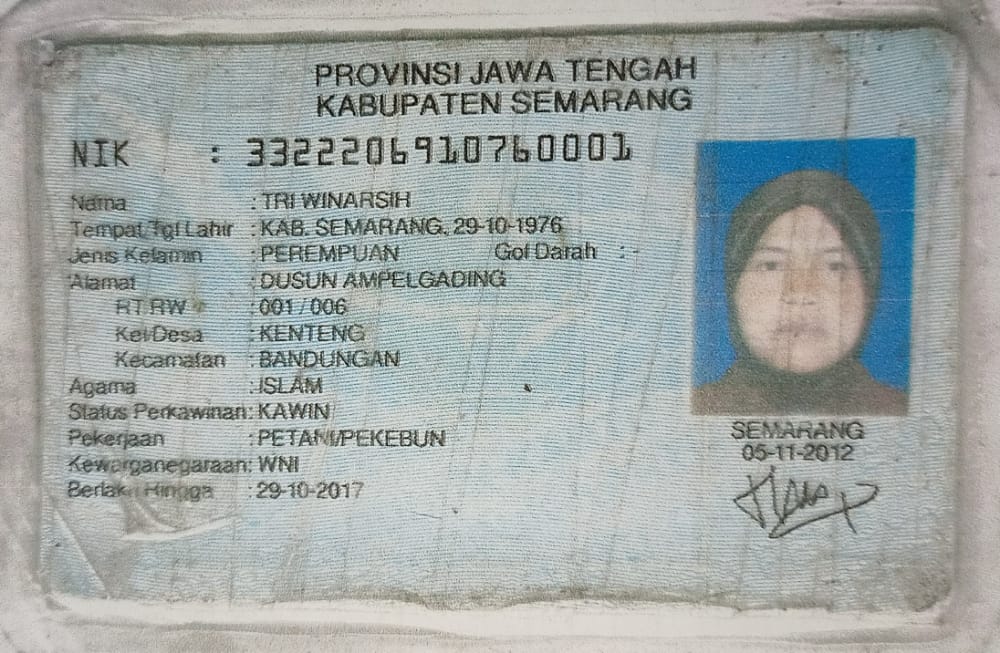 PROVINSI JAWA TENGAH
KABUPATEN SEMARANG
NIK : 3322206910760001
Nama : TRI WINARSIH
Tempat/Tgl Lahir : KAB. SEMARANG, 29-10-1976
Jenis Kelamin : PEREMPUAN Gol Darah : -
Alamat : DUSUN AMPELGADING
RT/RW : 001/006
Kel/Desa : KENTENG
Kecamatan : BANDUNGAN
Agama : ISLAM
Status Perkawinan: KAWIN
Pekerjaan : PETANI/PEKEBUN
Kewarganegaraan: WNI
Berlaku Hingga : 29-10-2017
SEMARANG
05-11-2012